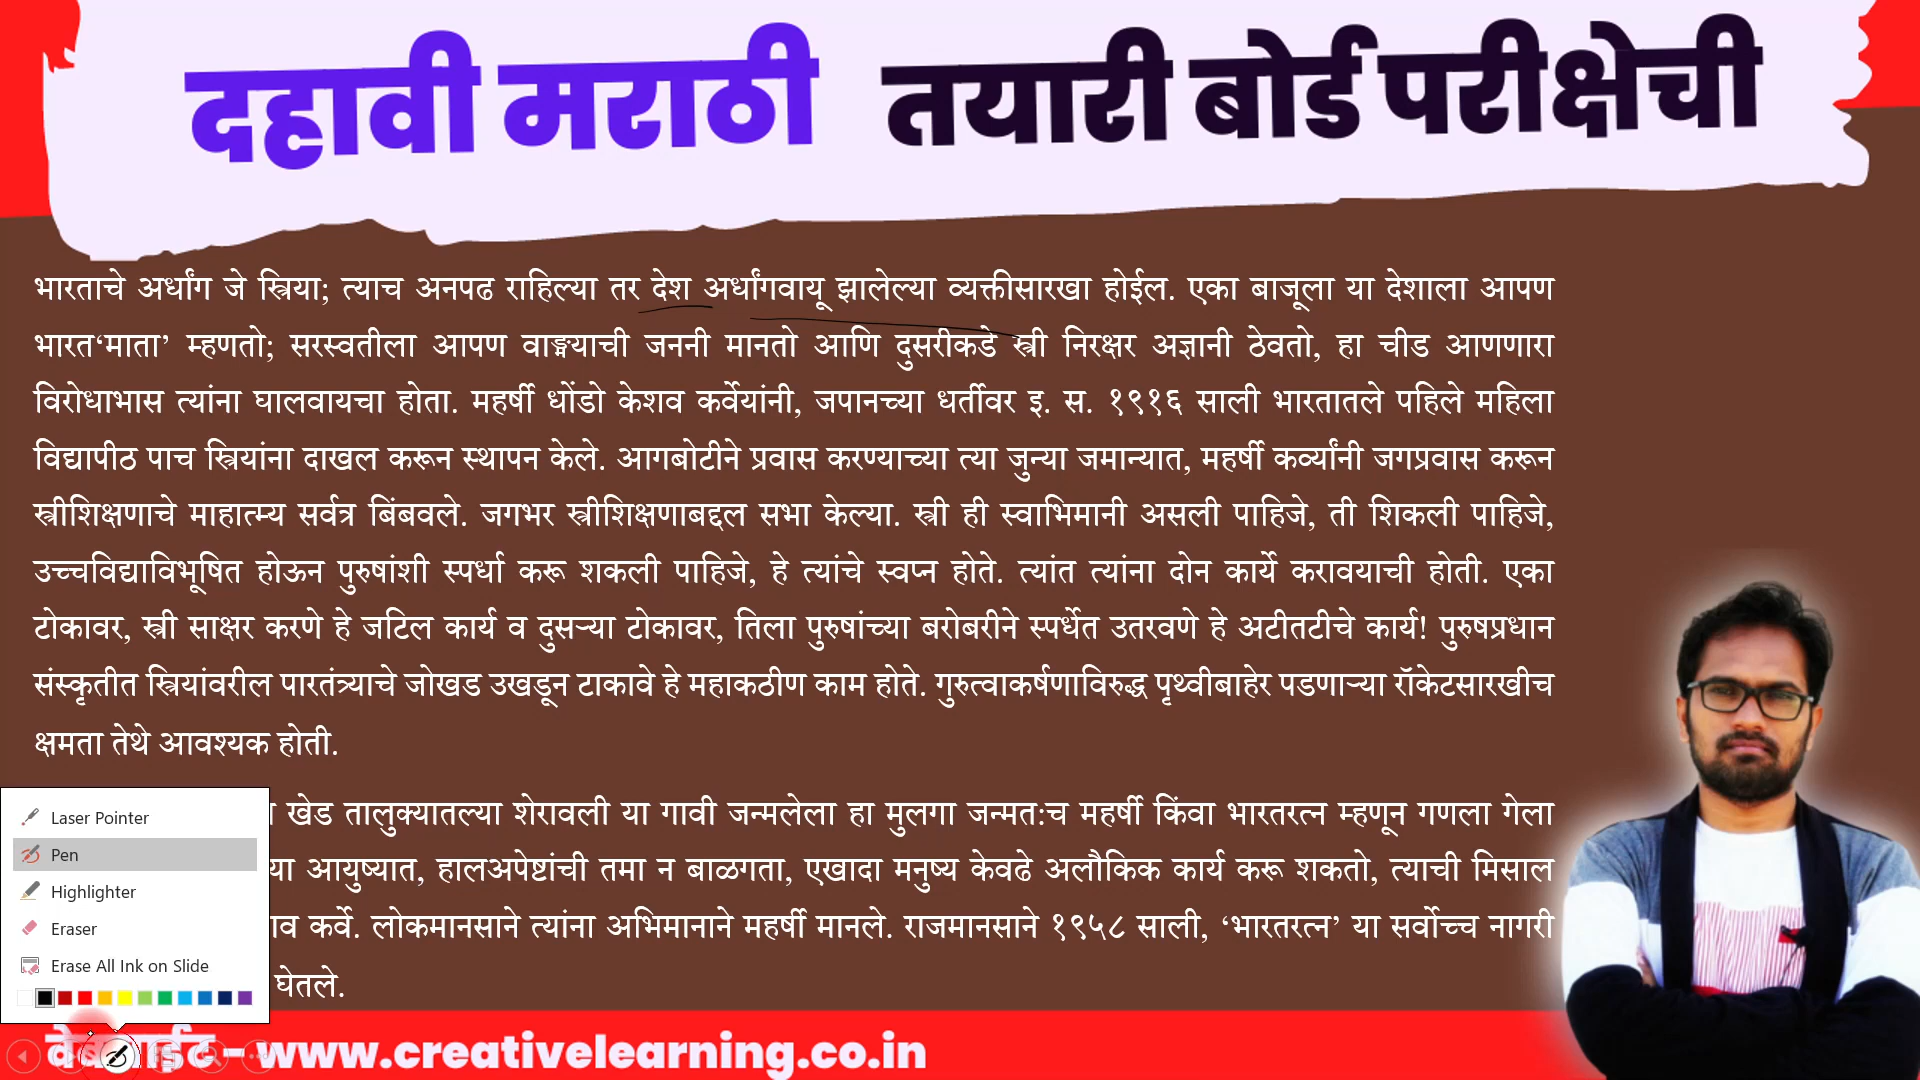 दहावी मराठी तयारी बोर्ड परीक्षेची
भारताचे अर्धांग जे स्त्रिया; त्याच अनपढ राहिल्या तर देश अर्धांगवायू झालेल्या व्यक्तीसारखा होईल. एका बाजूला या देशाला आपण
भारत‘माता’ म्हणतो; सरस्वतीला आपण वाङ्मयाची जननी मानतो आणि दुसरीकडे स्त्री निरक्षर अज्ञानी ठेवतो, हा चीड आणणारा
विरोधाभास त्यांना घालवायचा होता. महर्षी धोंडो केशव कर्वेयांनी, जपानच्या धर्तीवर इ. स. १९१६ साली भारतातले पहिले महिला
विद्यापीठ पाच स्त्रियांना दाखल करून स्थापन केले. आगबोटीने प्रवास करण्याच्या त्या जुन्या जमान्यात, महर्षी कर्व्यांनी जगप्रवास करून
स्त्रीशिक्षणाचे माहात्म्य सर्वत्र बिंबवले. जगभर स्त्रीशिक्षणाबद्दल सभा केल्या. स्त्री ही स्वाभिमानी असली पाहिजे, ती शिकली पाहिजे,
उच्चविद्याविभूषित होऊन पुरुषांशी स्पर्धा करू शकली पाहिजे, हे त्यांचे स्वप्न होते. त्यांत त्यांना दोन कार्ये करावयाची होती. एका
टोकावर, स्त्री साक्षर करणे हे जटिल कार्य व दुसऱ्या टोकावर, तिला पुरुषांच्या बरोबरीने स्पर्धेत उतरवणे हे अटीतटीचे कार्य! पुरुषप्रधान
संस्कृतीत स्त्रियांवरील पारतंत्र्याचे जोखड उखडून टाकावे हे महाकठीण काम होते. गुरुत्वाकर्षणाविरुद्ध पृथ्वीबाहेर पडणाऱ्या रॉकेटसारखीच
क्षमता तेथे आवश्यक होती.
खेड तालुक्यातल्या शेरावली या गावी जन्मलेला हा मुलगा जन्मत:च महर्षी किंवा भारतरत्न म्हणून गणला गेला
या आयुष्यात, हालअपेष्टांची तमा न बाळगता, एखादा मनुष्य केवढे अलौकिक कार्य करू शकतो, त्याची मिसाल
ाव कर्वे. लोकमानसाने त्यांना अभिमानाने महर्षी मानले. राजमानसाने १९५८ साली, ‘भारतरत्न’ या सर्वोच्च नागरी
घेतले.
Laser Pointer
Pen
Highlighter
Eraser
Erase All Ink on Slide
- www.creativelearning.co.in